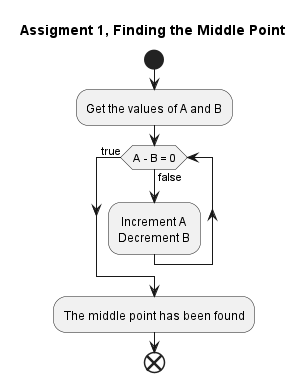 Assigment 1, Finding the Middle Point
Get the values of A and B
true
A - B = 0
false
Increment A
Decrement B
The middle point has been found